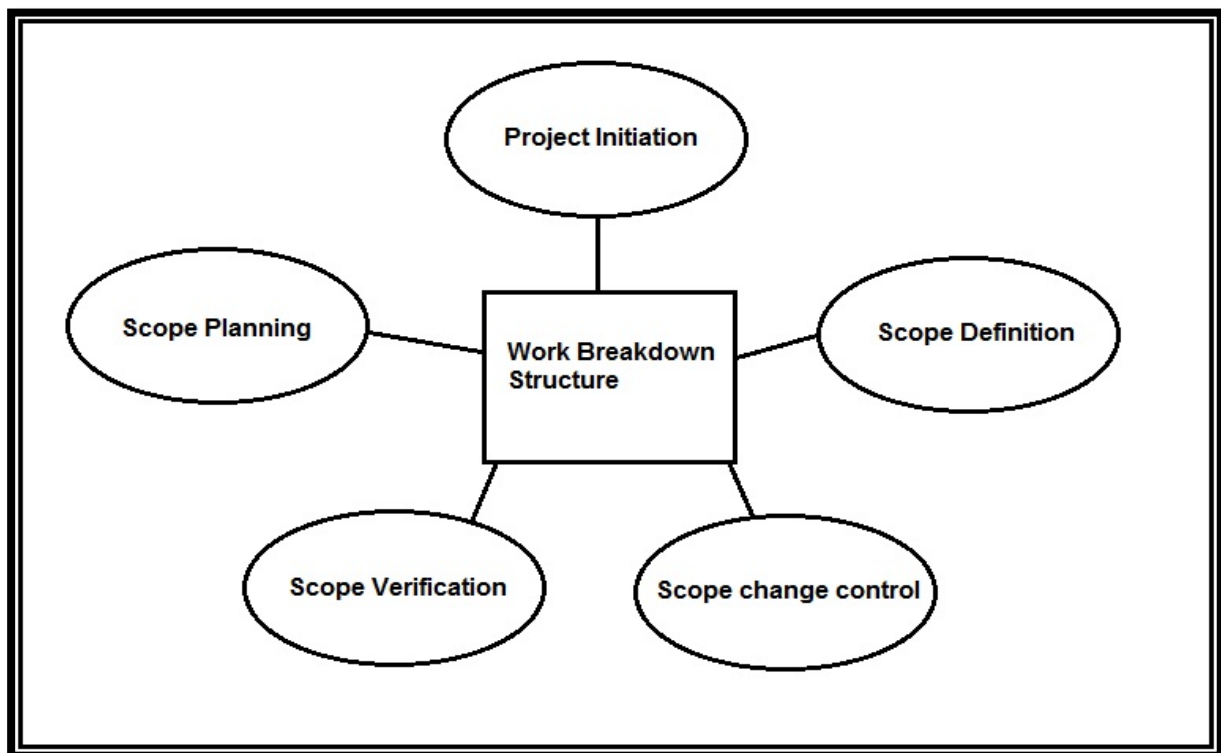 Project Initiation
Scope Planning
Scope Definition
Work Breakdown
Structure
Scope Verification
Scope change control